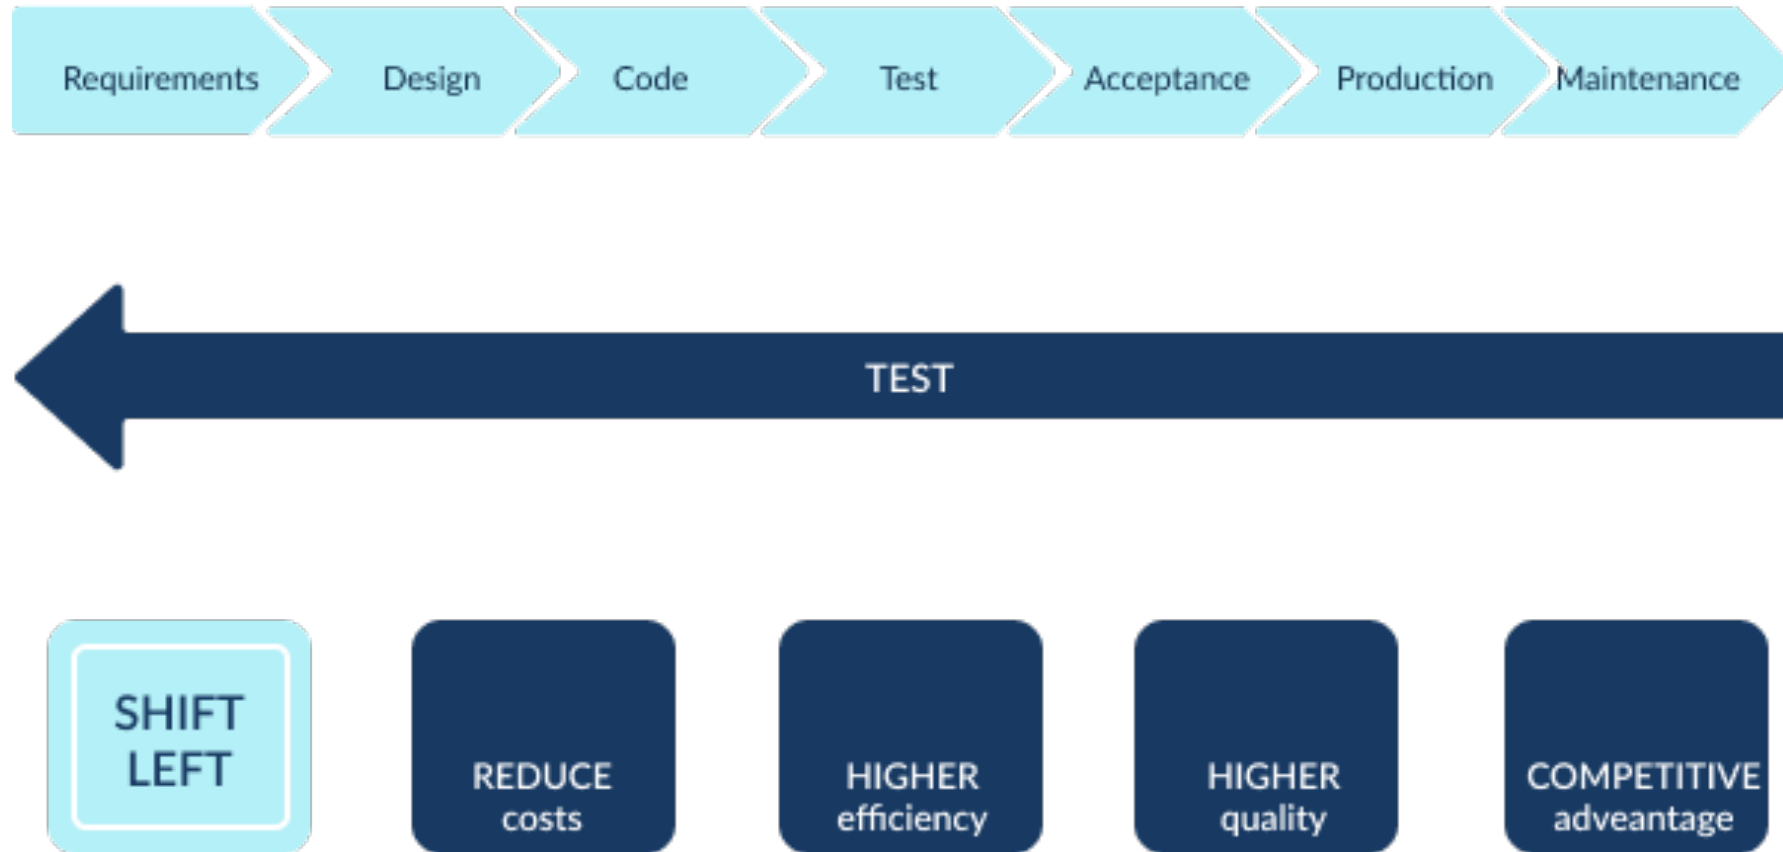 Requirements
Design
Code
Test
Acceptance
Production
Maintenance
TEST
SHIFT
LEFT
REDUCE
costs
HIGHER
efficiency
HIGHER
quality
COMPETITIVE
adveantage